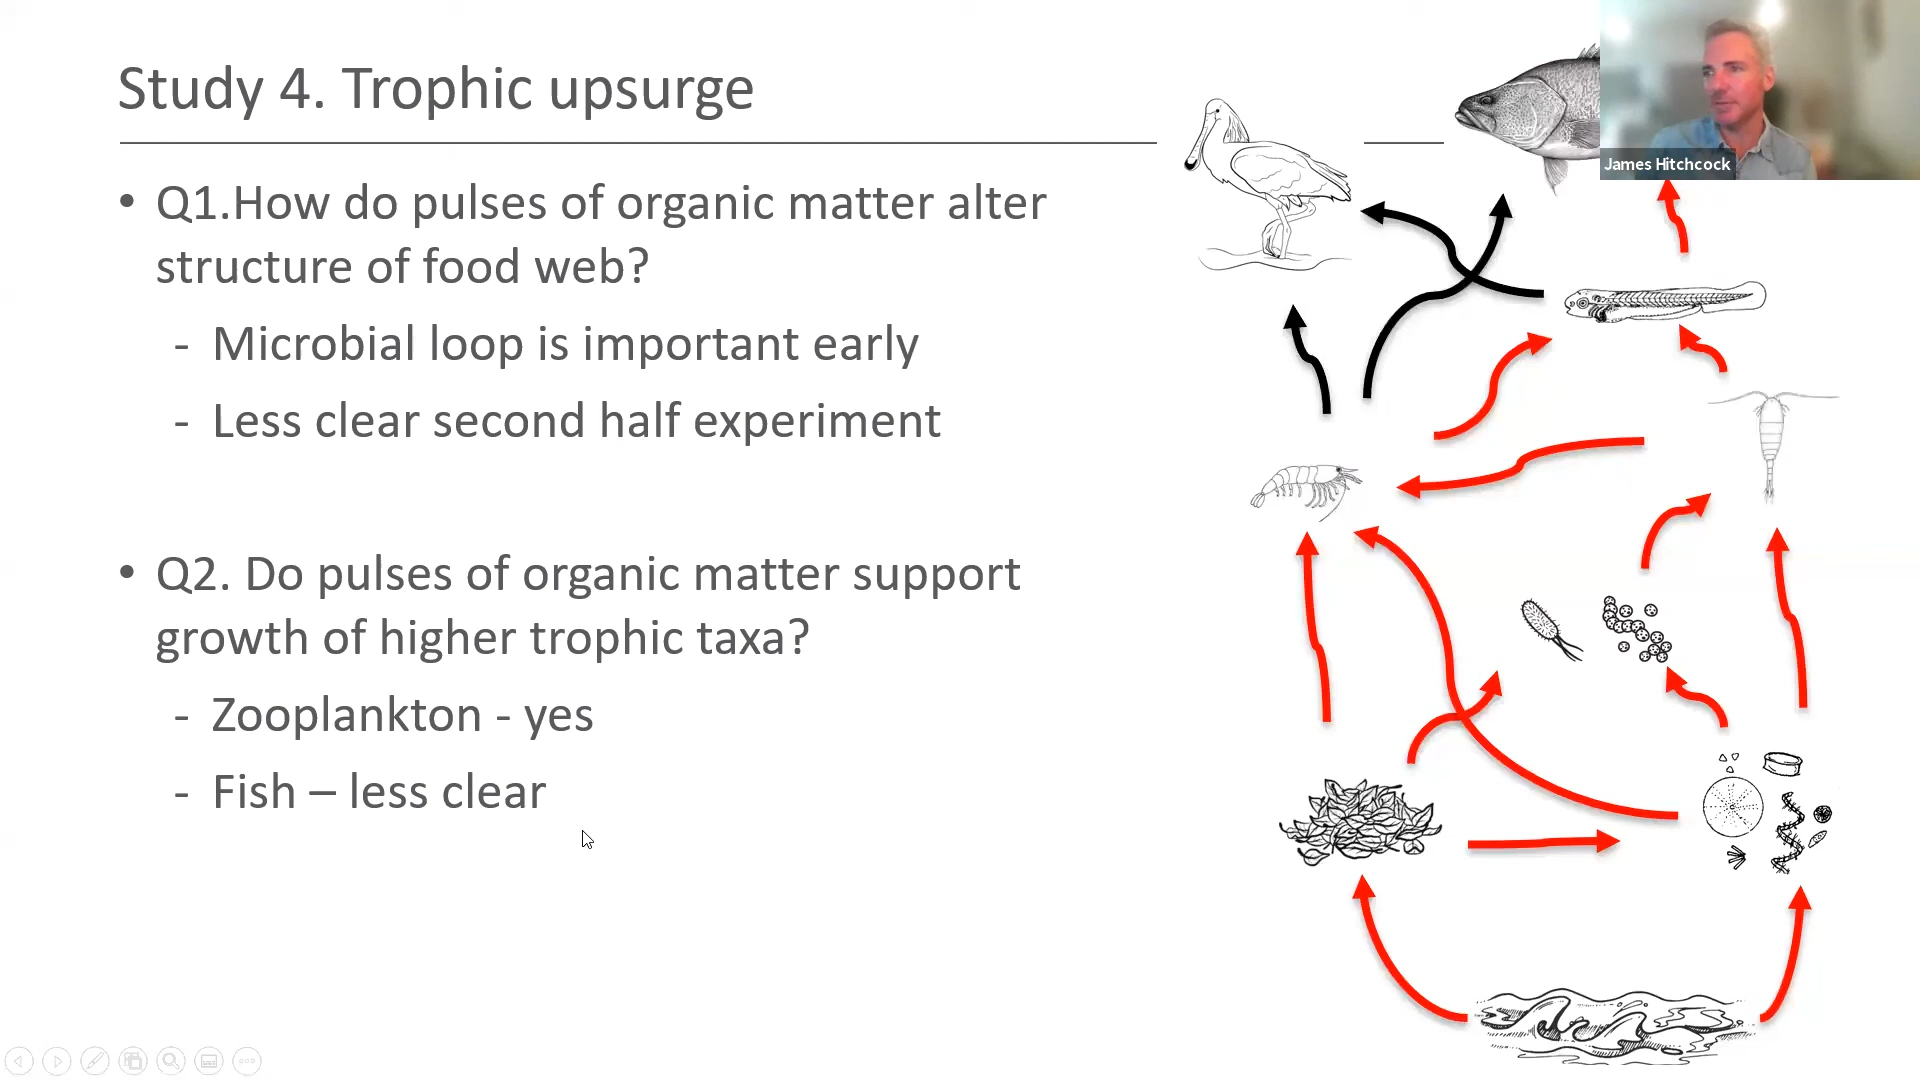 Study 4. Trophic upsurge
James Hitchcock
• Q1.How do pulses of organic matter alter
structure of food web?
- Microbial loop is important early
- Less clear second half experiment
• Q2. Do pulses of organic matter support
growth of higher trophic taxa?
- Zooplankton - yes
- Fish – less clear